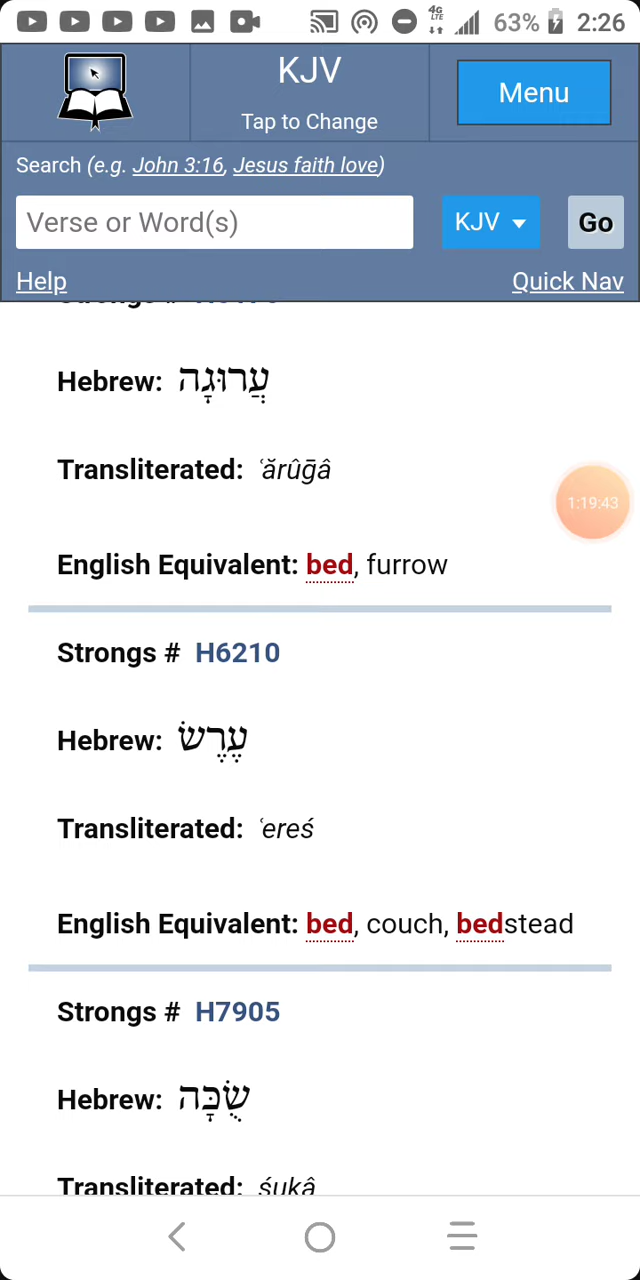 63% 2:26
4G
LTE
KJV
Menu
Tap to Change
Search (e.g. John 3:16, Jesus faith love)
Verse or Word(s)
KJV
Go
Help
Quick Nav
Strongs #
Hebrew: עֲרוּגָה
Transliterated: ʿărûḡâ
1:19:43
English Equivalent: bed, furrow
Strongs # H6210
Hebrew: עֶרֶשׂ
Transliterated: ʿereś
English Equivalent: bed, couch, bedstead
Strongs # H7905
Hebrew: שֻׂכָּה
Transliterated: śukâ